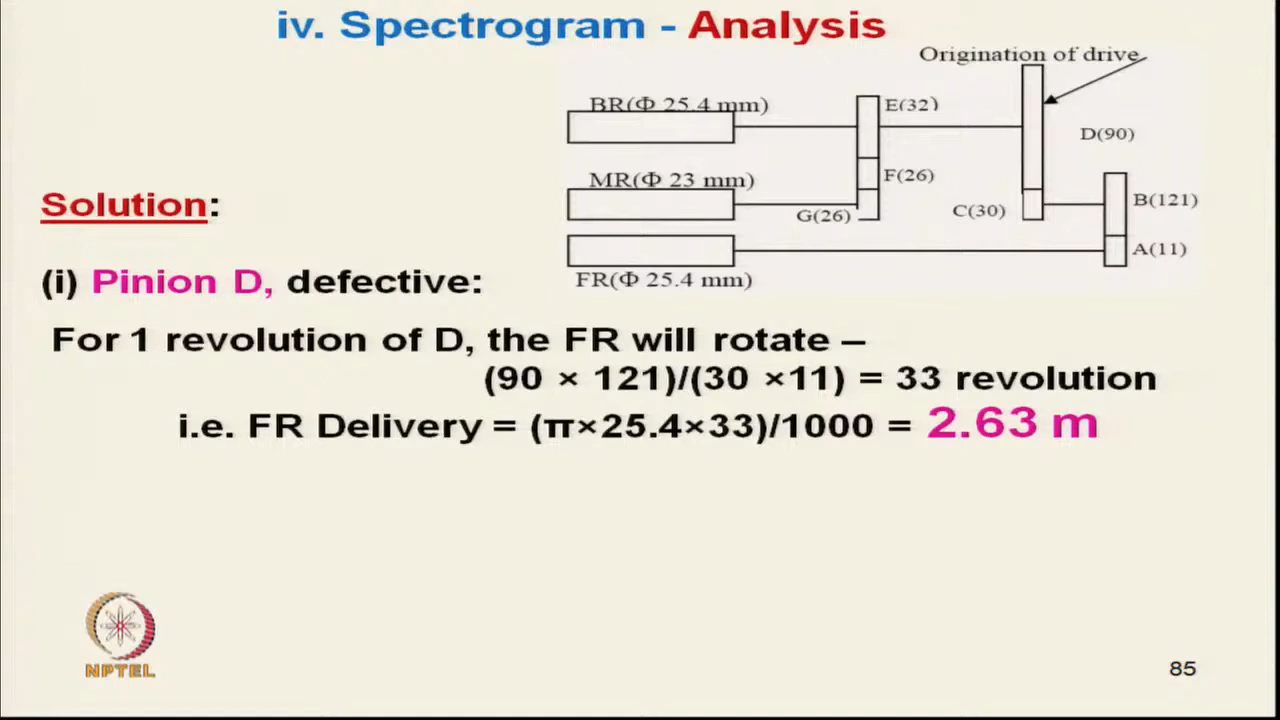 iv. Spectrogram - Analysis
Origination of drive
BR(Φ 25.4 mm)
E(32)
D(90)
MR(Φ 23 mm)
F(26)
G(26)
C(30)
B(121)
A(11)
FR(Φ 25.4 mm)
Solution:
(i) Pinion D, defective:
For 1 revolution of D, the FR will rotate –
(90 × 121)/(30 ×11) = 33 revolution
i.e. FR Delivery = (π×25.4×33)/1000 = 2.63 m
NPTEL
85